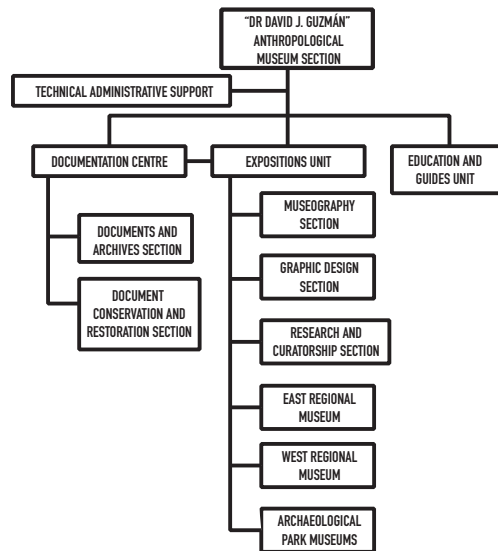 “DR DAVID J. GUZMÁN”
ANTHROPOLOGICAL
MUSEUM SECTION
TECHNICAL ADMINISTRATIVE SUPPORT
DOCUMENTATION CENTRE
EXPOSITIONS UNIT
EDUCATION AND
GUIDES UNIT
DOCUMENTS AND
ARCHIVES SECTION
DOCUMENT
CONSERVATION AND
RESTORATION SECTION
MUSEOGRAPHY
SECTION
GRAPHIC DESIGN
SECTION
RESEARCH AND
CURATORSHIP SECTION
EAST REGIONAL
MUSEUM
WEST REGIONAL
MUSEUM
ARCHAEOLOGICAL
PARK MUSEUMS